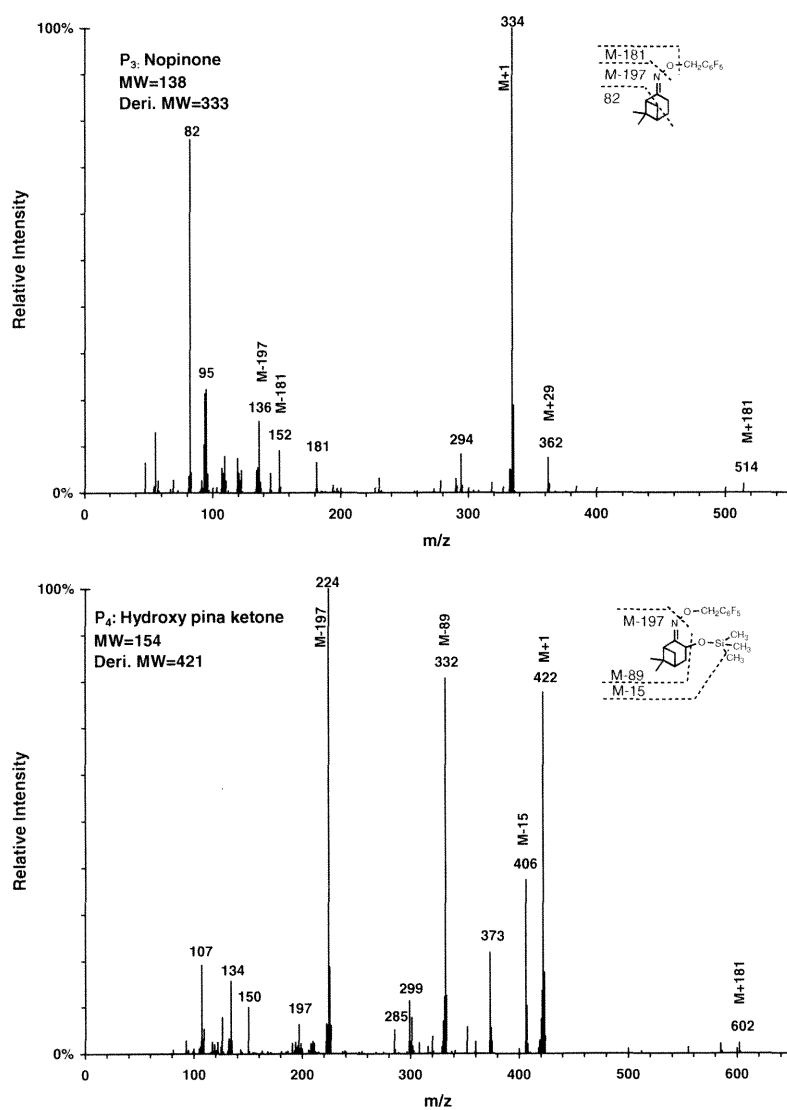 100%
334
P3: Nopinone
MW=138
Deri. MW=333
M+1
M-181
M-197
82
O
CH2C6F5
N
82
95
M-197
136
M-181
152
181
294
M+29
362
M+181
514
Relative Intensity
0%
0
100
200
300
400
500
m/z
100%
224
P4: Hydroxy pina ketone
MW=154
Deri. MW=421
M-197
M-89
332
M+1
422
M-197
O
CH2C6F5
N
O
Si
CH3
CH3
CH3
M-89
M-15
M-15
406
373
107
134
150
197
285
299
M+181
602
Relative Intensity
0%
0
100
200
300
400
500
600
m/z